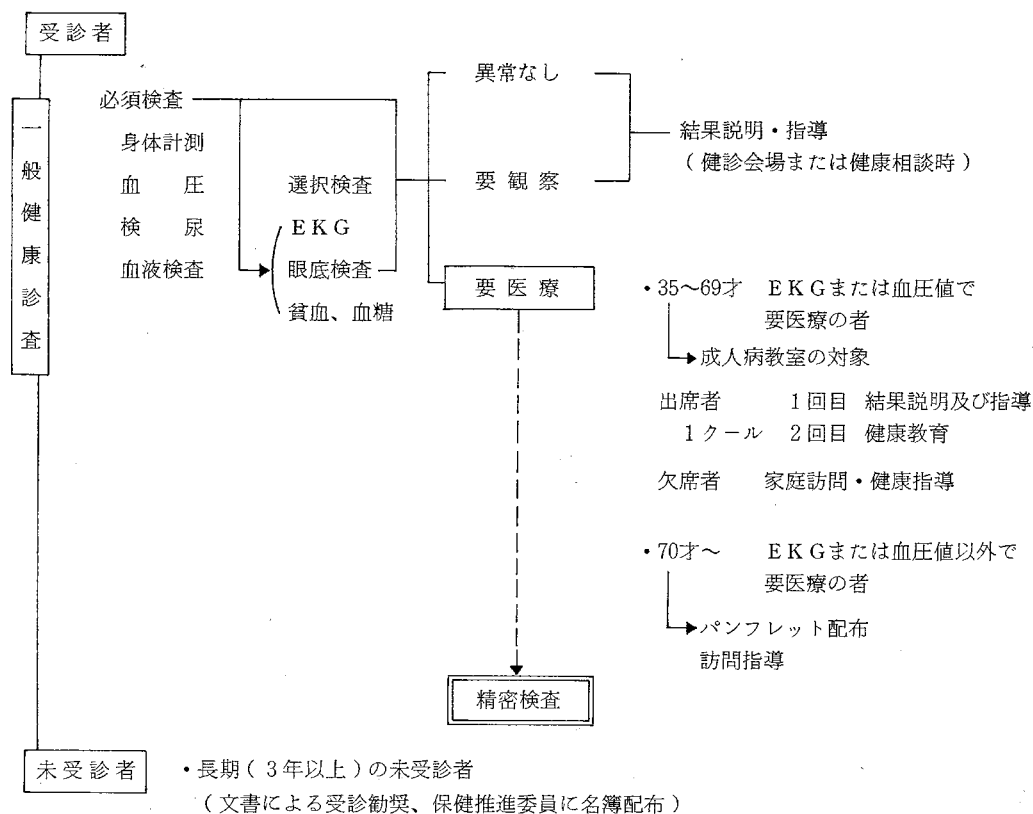 受診者
一般健康診査
必須検査
身体計測
血　　圧
検　　尿
血液検査
選択検査
EKG
眼底検査
貧血、血糖
異常なし
要観察
要医療
結果説明・指導
（健診会場または健康相談時）
・35～69才　EKGまたは血圧値で
要医療の者
成人病教室の対象
出席者　1回目　結果説明及び指導
1クール　2回目　健康教育
欠席者　家庭訪問・健康指導
・70才～　EKGまたは血圧値以外で
要医療の者
パンフレット配布
訪問指導
精密検査
未受診者
・長期（3年以上）の未受診者
（文書による受診勧奨、保健推進委員に名簿配布）